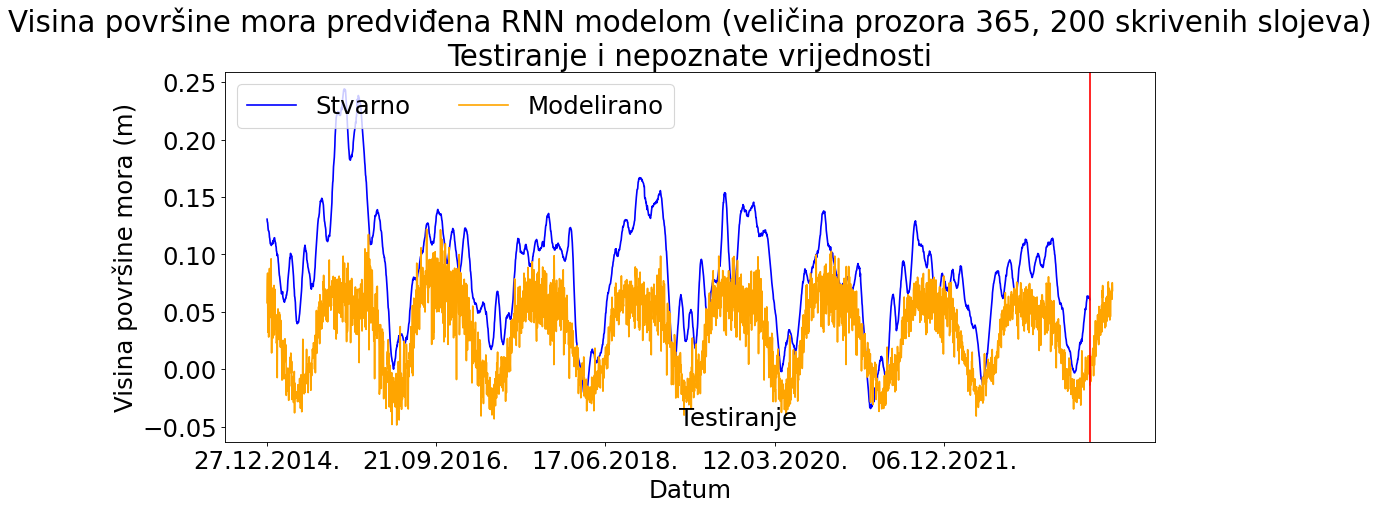 Visina površine mora predviđena RNN modelom (veličina prozora 365, 200 skrivenih slojeva)
Testiranje i nepoznate vrijednosti
Stvarno Modelirano
Visina površine mora (m)
0.25
0.20
0.15
0.10
0.05
0.00
−0.05
Testiranje
27.12.2014. 21.09.2016. 17.06.2018. 12.03.2020. 06.12.2021.
Datum